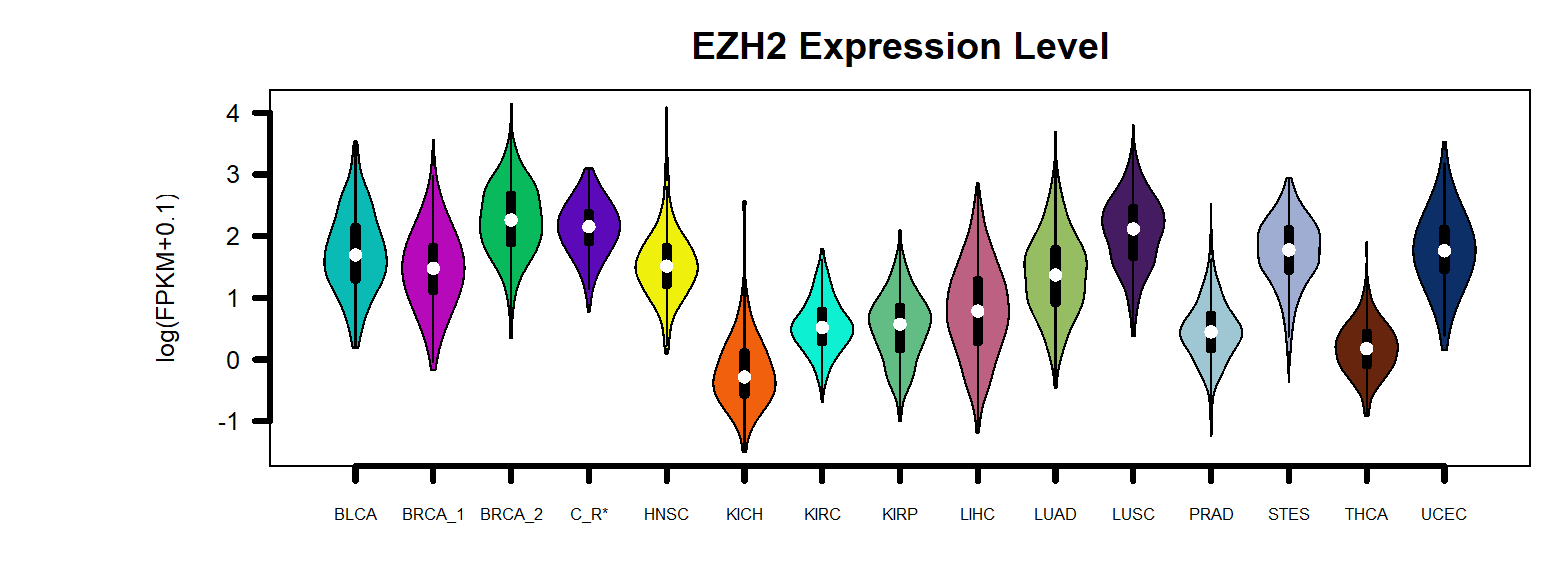 EZH2 Expression Level
log(FPKM+0.1)
4
3
2
1
0
-1
BLCA BRCA_1 BRCA_2 C_R* HNSC KICH KIRC KIRP LIHC LUAD LUSC PRAD STES THCA UCEC